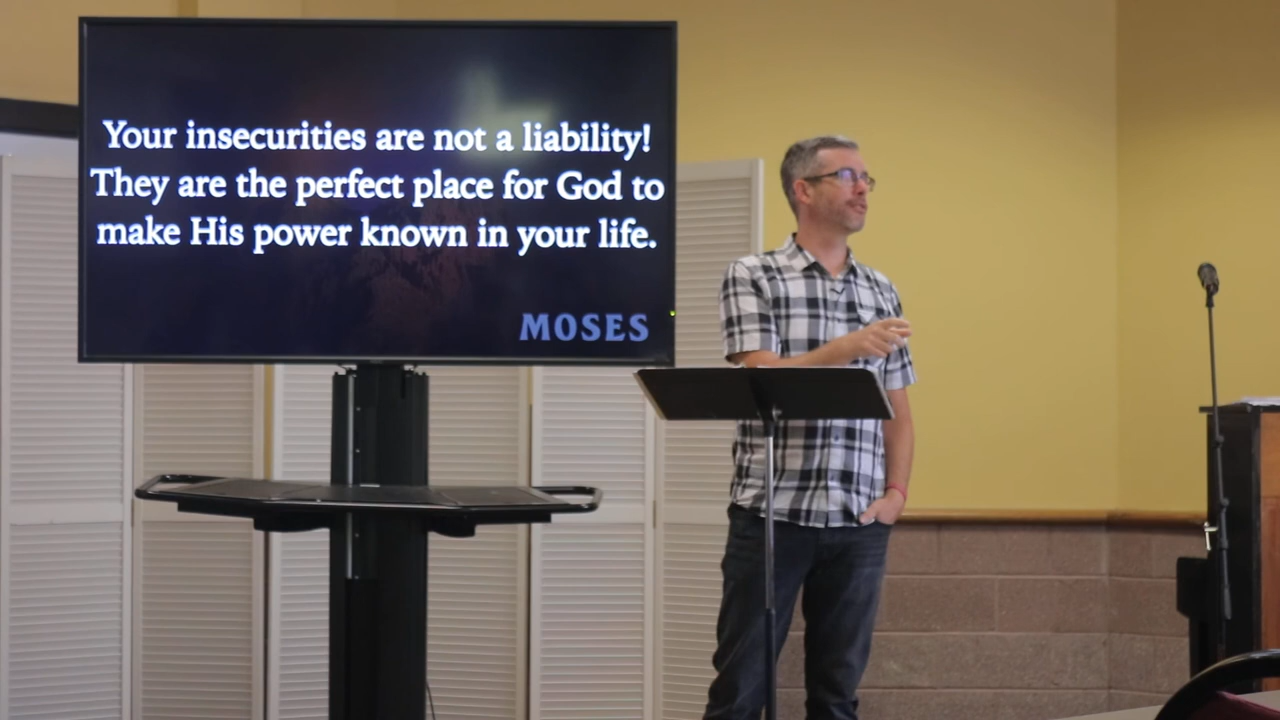 Your insecurities are not a liability!
They are the perfect place for God to
make His power known in your life.
MOSES